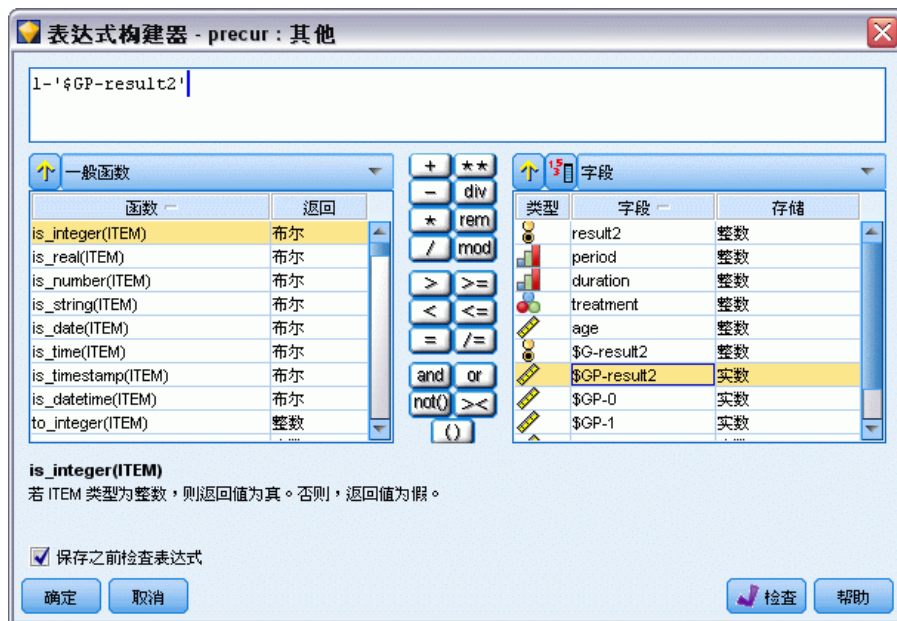 表达式构建器 - precur : 其他
1-'$GP-result2'
一般函数
函数 返回
is_integer(ITEM) 布尔
is_real(ITEM) 布尔
is_number(ITEM) 布尔
is_string(ITEM) 布尔
is_date(ITEM) 布尔
is_time(ITEM) 布尔
is_timestamp(ITEM) 布尔
is_datetime(ITEM) 布尔
to_integer(ITEM) 整数
+ **
- div
* rem
/ mod
> >=
< <=
= /=
and or
not() ><
()
字段
类型 字段 存储
result2 整数
period 整数
duration 整数
treatment 整数
age 整数
$G-result2 整数
$GP-result2 实数
$GP-0 实数
$GP-1 实数
is_integer(ITEM)
若 ITEM 类型为整数，则返回值为真。否则，返回值为假。
保存之前检查表达式
确定 取消 检查 帮助